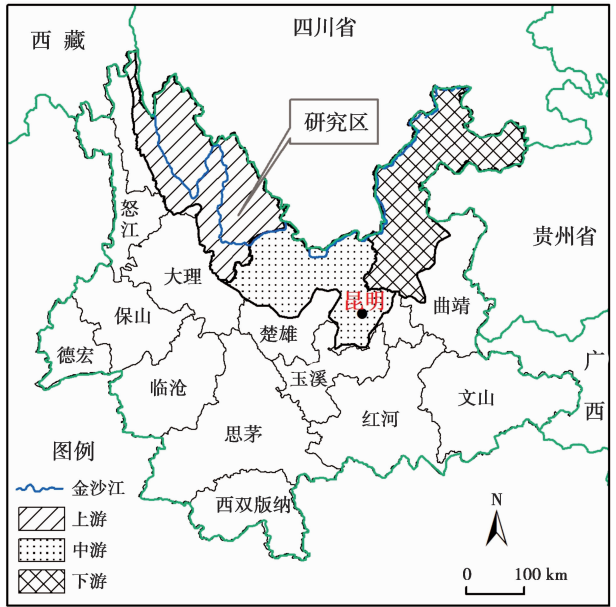 四川省
西藏
研究区
怒江
贵州省
大理
昆明
保山
楚雄
曲靖
德宏
广西
临沧
玉溪
红河
文山
思茅
图例
金沙江
西双版纳
上游
N
中游
下游
0 100 km